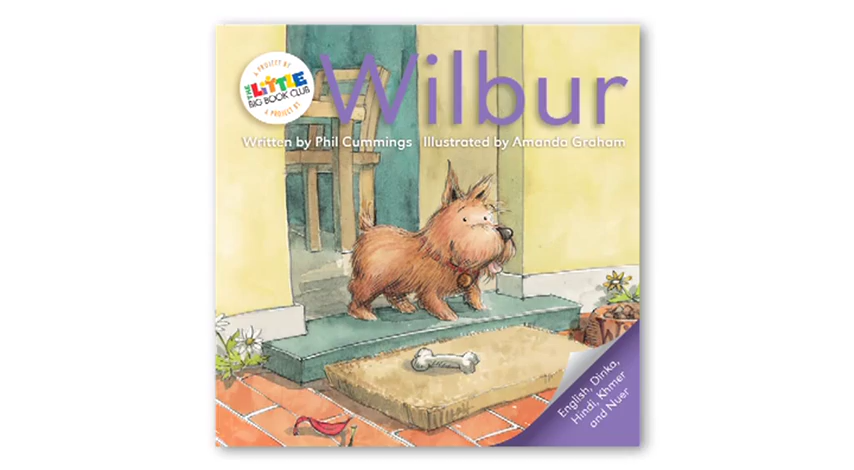 A PROJECT BY
THE LITTLE
BIG BOOK CLUB
A PROJECT BY
Wilbur
Written by Phil Cummings Illustrated by Amanda Graham
English, Dinka,
Hindi, Khmer
and Nuer